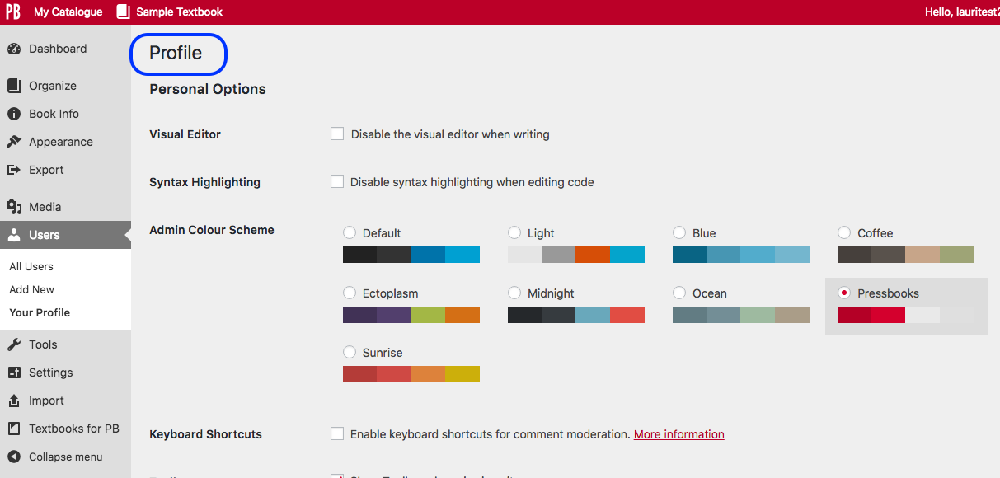 PB My Catalogue Sample Textbook Hello, lauritest2
Dashboard
Organize
Book Info
Appearance
Export
Media
Users
All Users
Add New
Your Profile
Tools
Settings
Import
Textbooks for PB
Collapse menu
Profile
Personal Options
Visual Editor Disable the visual editor when writing
Syntax Highlighting Disable syntax highlighting when editing code
Admin Colour Scheme
Default Light Blue Coffee
Ectoplasm Midnight Ocean Pressbooks
Sunrise
Keyboard Shortcuts Enable keyboard shortcuts for comment moderation. More information